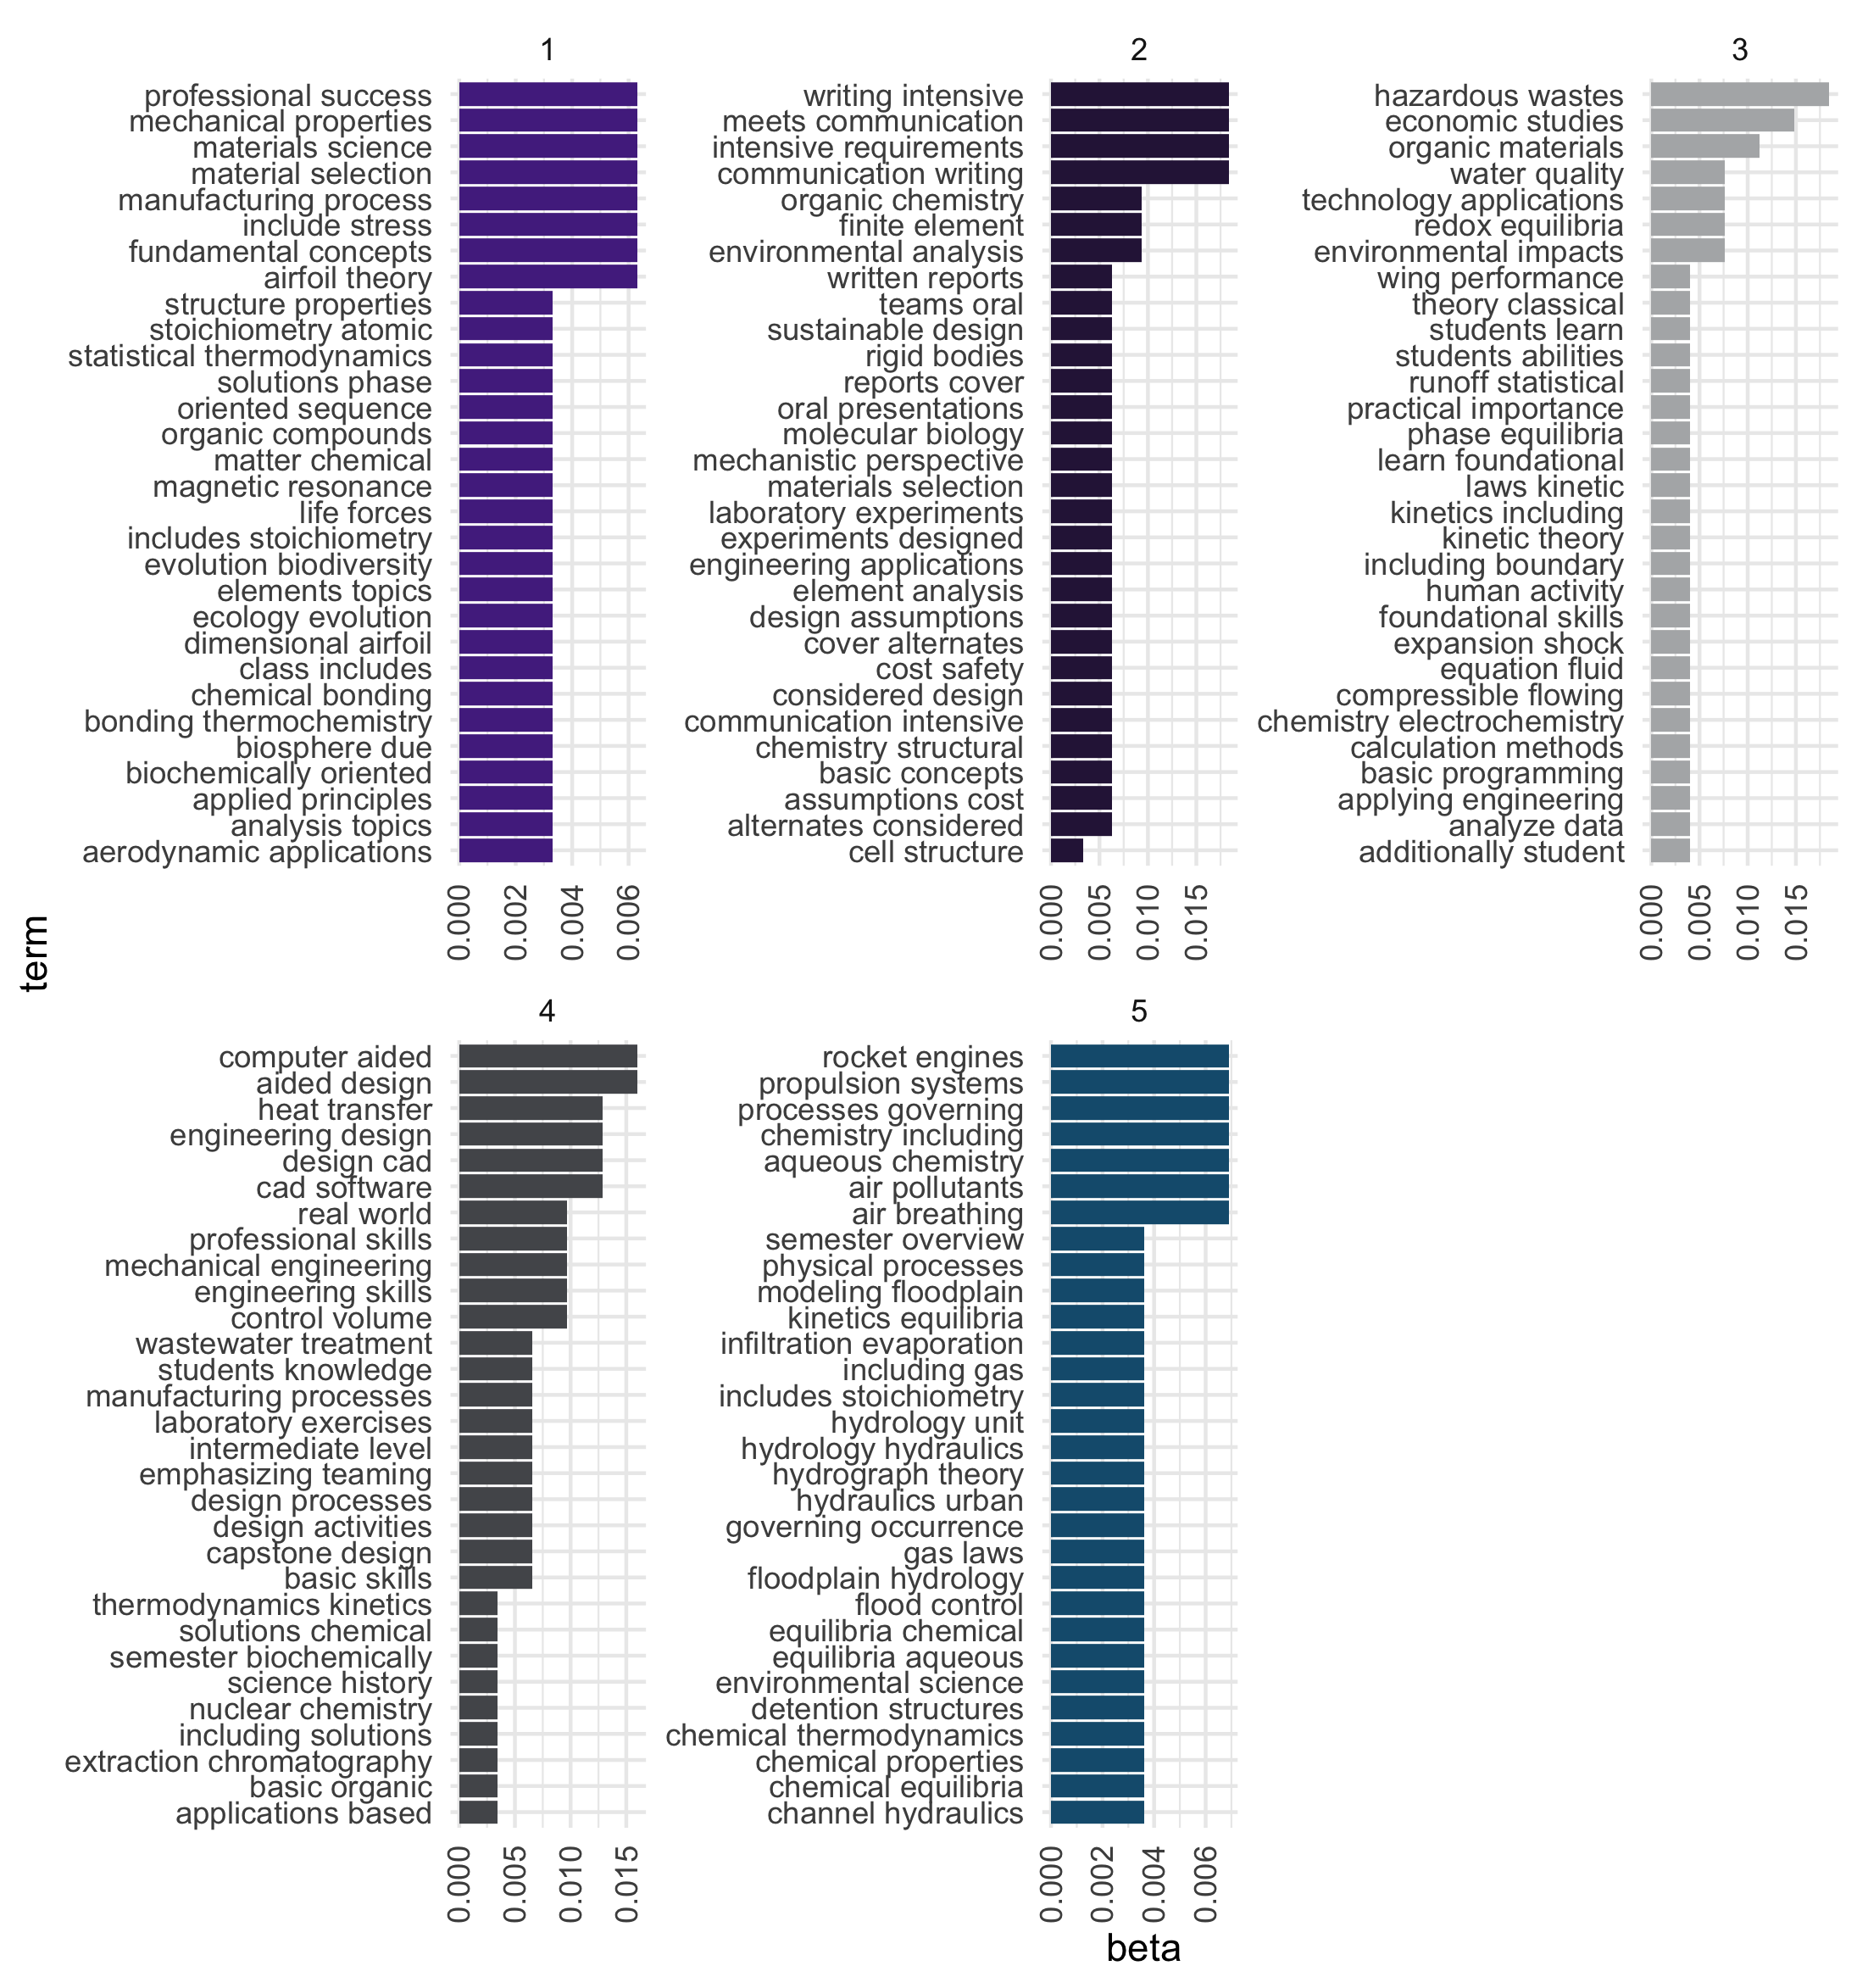 1
professional success
mechanical properties
materials science
material selection
manufacturing process
include stress
fundamental concepts
airfoil theory
structure properties
stoichiometry atomic
statistical thermodynamics
solutions phase
oriented sequence
organic compounds
matter chemical
magnetic resonance
life forces
includes stoichiometry
evolution biodiversity
elements topics
ecology evolution
dimensional airfoil
class includes
chemical bonding
bonding thermochemistry
biosphere due
biochemically oriented
applied principles
analysis topics
aerodynamic applications
0.000
0.002
0.004
0.006
2
writing intensive
meets communication
intensive requirements
communication writing
organic chemistry
finite element
environmental analysis
written reports
teams oral
sustainable design
rigid bodies
reports cover
oral presentations
molecular biology
mechanistic perspective
materials selection
laboratory experiments
experiments designed
engineering applications
element analysis
design assumptions
cover alternates
cost safety
considered design
communication intensive
chemistry structural
basic concepts
assumptions cost
alternates considered
cell structure
0.000
0.005
0.010
0.015
3
hazardous wastes
economic studies
organic materials
water quality
technology applications
redox equilibria
environmental impacts
wing performance
theory classical
students learn
students abilities
runoff statistical
practical importance
phase equilibria
learn foundational
laws kinetic
kinetics including
kinetic theory
including boundary
human activity
foundational skills
expansion shock
equation fluid
compressible flowing
chemistry electrochemistry
calculation methods
basic programming
applying engineering
analyze data
additionally student
0.000
0.005
0.010
0.015
term
4
computer aided
aided design
heat transfer
engineering design
design cad
cad software
real world
professional skills
mechanical engineering
engineering skills
control volume
wastewater treatment
students knowledge
manufacturing processes
laboratory exercises
intermediate level
emphasizing teaming
design processes
design activities
capstone design
basic skills
thermodynamics kinetics
solutions chemical
semester biochemically
science history
nuclear chemistry
including solutions
extraction chromatography
basic organic
applications based
0.000
0.005
0.010
0.015
5
rocket engines
propulsion systems
processes governing
chemistry including
aqueous chemistry
air pollutants
air breathing
semester overview
physical processes
modeling floodplain
kinetics equilibria
infiltration evaporation
including gas
includes stoichiometry
hydrology unit
hydrology hydraulics
hydrograph theory
hydraulics urban
governing occurrence
gas laws
floodplain hydrology
flood control
equilibria chemical
equilibria aqueous
environmental science
detention structures
chemical thermodynamics
chemical properties
chemical equilibria
channel hydraulics
0.000
0.002
0.004
0.006
beta